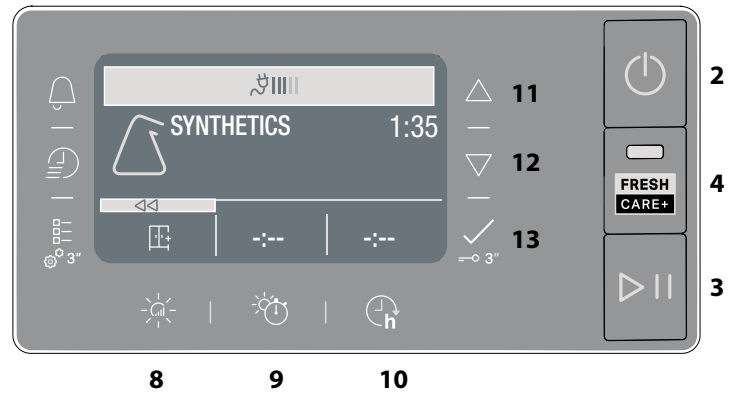 2
11
SYNTHETICS 1:35
12
FRESH
CARE+
4
-:-- -:--
3" 13 3"
3
h
8 9 10